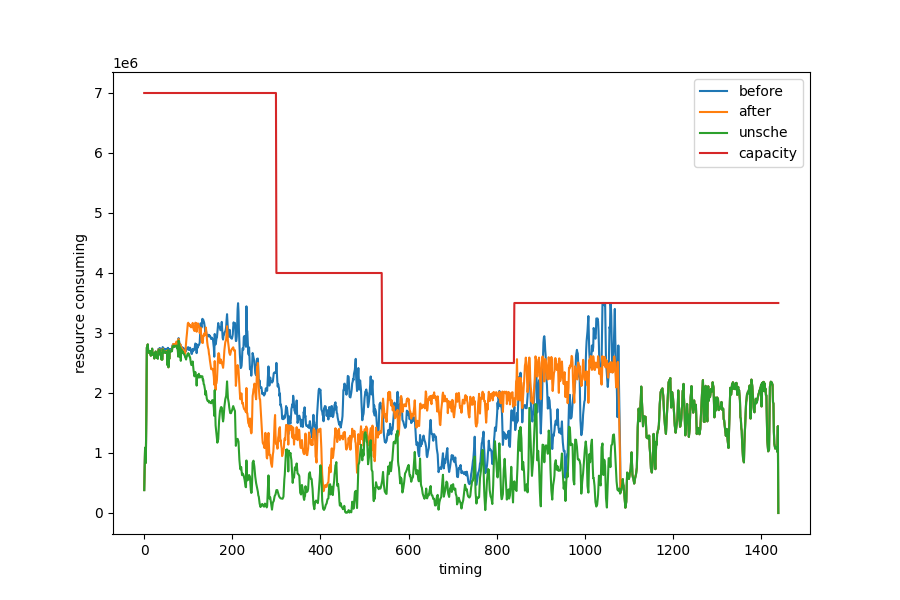 1e6
7
6
5
4
3
2
1
0
resource consuming
0 200 400 600 800 1000 1200 1400
timing
before
after
unsche
capacity